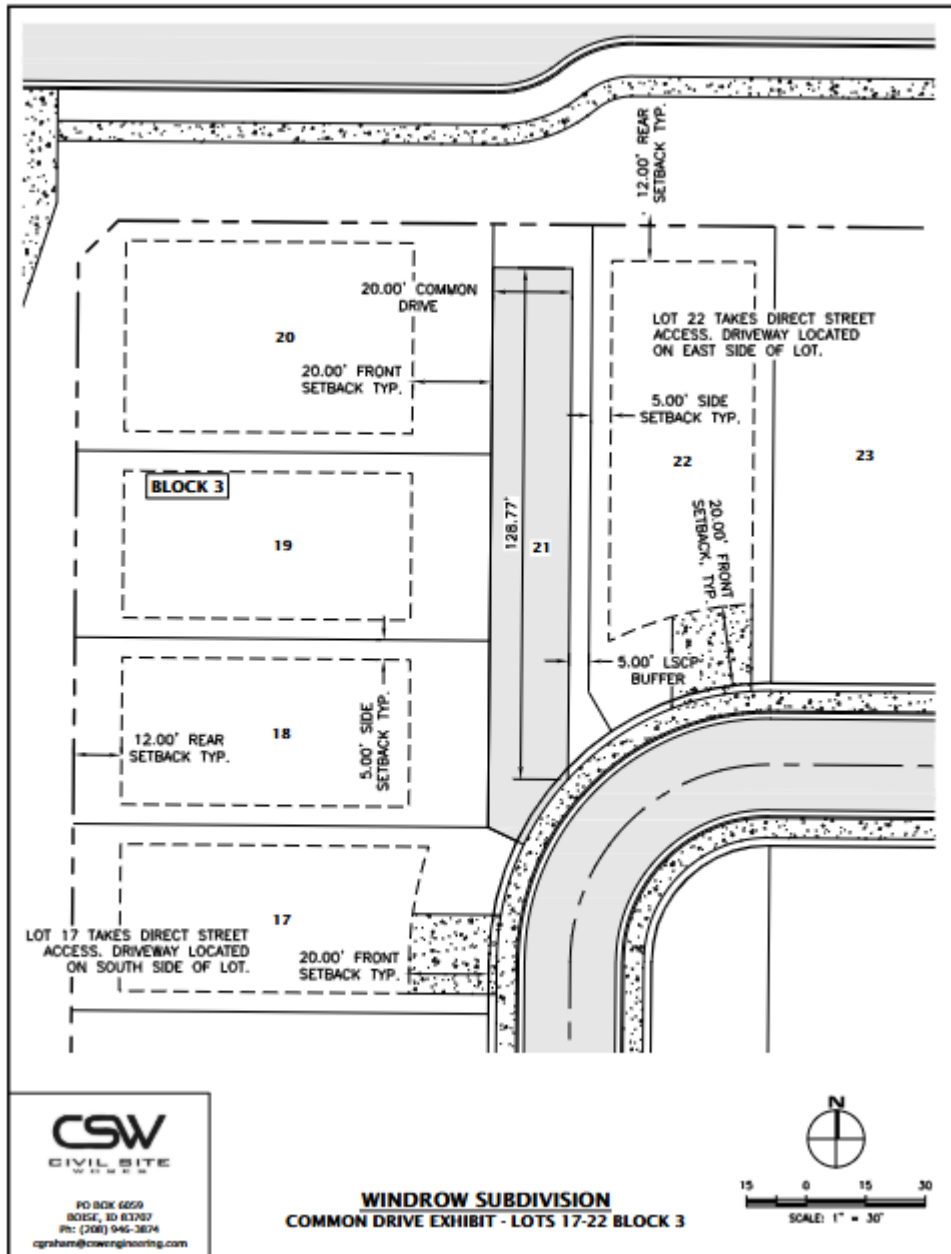 12.00' REAR
SETBACK TYP.
20.00' COMMON
DRIVE
20
LOT 22 TAKES DIRECT STREET
ACCESS. DRIVEWAY LOCATED
ON EAST SIDE OF LOT.
20.00' FRONT
SETBACK TYP.
5.00' SIDE
SETBACK TYP.
22
23
BLOCK 3
20.00' FRONT
SETBACK, TYP.
128.77'
21
19
5.00' LSCP
BUFFER
18
5.00' SIDE
SETBACK TYP.
12.00' REAR
SETBACK TYP.
17
LOT 17 TAKES DIRECT STREET
ACCESS. DRIVEWAY LOCATED
ON SOUTH SIDE OF LOT.
20.00' FRONT
SETBACK TYP.
CSW
CIVIL SITE
PO BOX 6059
BOISE, ID 83707
Ph: (208) 946-3874
cgraham@cswengineering.com
WINDROW SUBDIVISION
COMMON DRIVE EXHIBIT - LOTS 17-22 BLOCK 3
N
15 0 15 30
SCALE: 1" = 30'